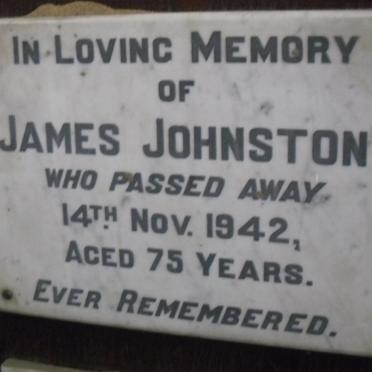 IN LOVING MEMORY
OF
JAMES JOHNSTON
WHO PASSED AWAY
14TH NOV. 1942,
AGED 75 YEARS.
EVER REMEMBERED.